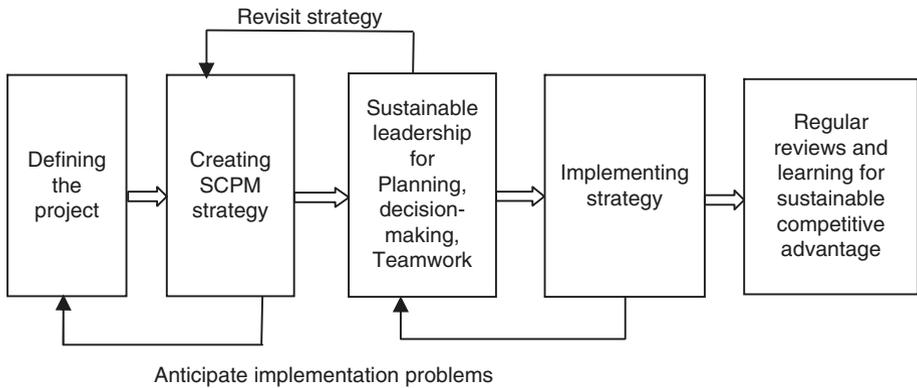 Revisit strategy
Defining
the
project
Creating
SCPM
strategy
Sustainable
leadership
for
Planning,
decision-
making,
Teamwork
Implementing
strategy
Regular
reviews and
learning for
sustainable
competitive
advantage
Anticipate implementation problems